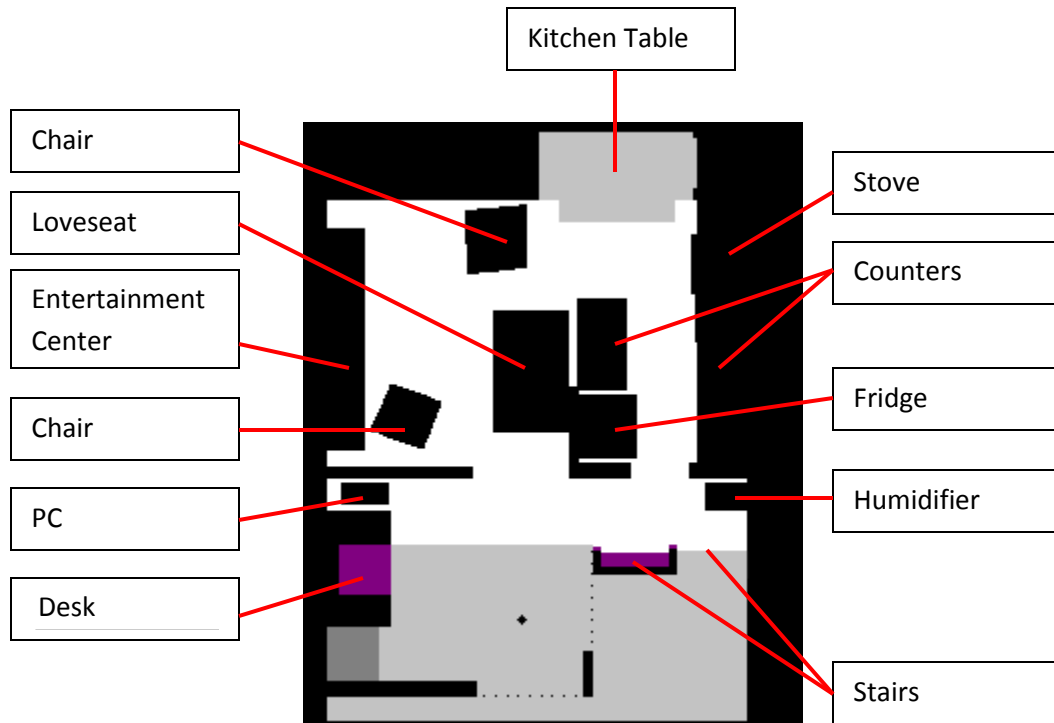 Kitchen Table
Chair
Loveseat
Entertainment
Center
Chair
PC
Desk
Stove
Counters
Fridge
Humidifier
Stairs